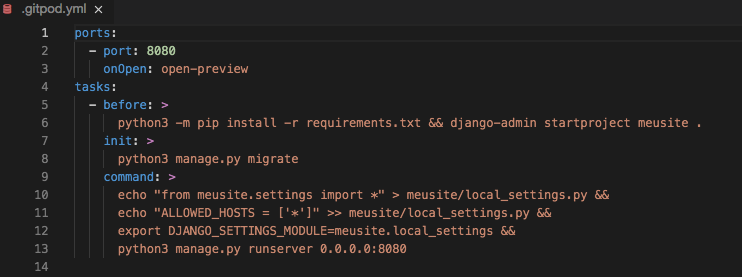 .gitpod.yml ×
1 ports:
2 - port: 8080
3 onOpen: open-preview
4 tasks:
5 - before: >
6 python3 -m pip install -r requirements.txt && django-admin startproject meusite .
7 init: >
8 python3 manage.py migrate
9 command: >
10 echo "from meusite.settings import *" > meusite/local_settings.py &&
11 echo "ALLOWED_HOSTS = ['*']" >> meusite/local_settings.py &&
12 export DJANGO_SETTINGS_MODULE=meusite.local_settings &&
13 python3 manage.py runserver 0.0.0.0:8080
14